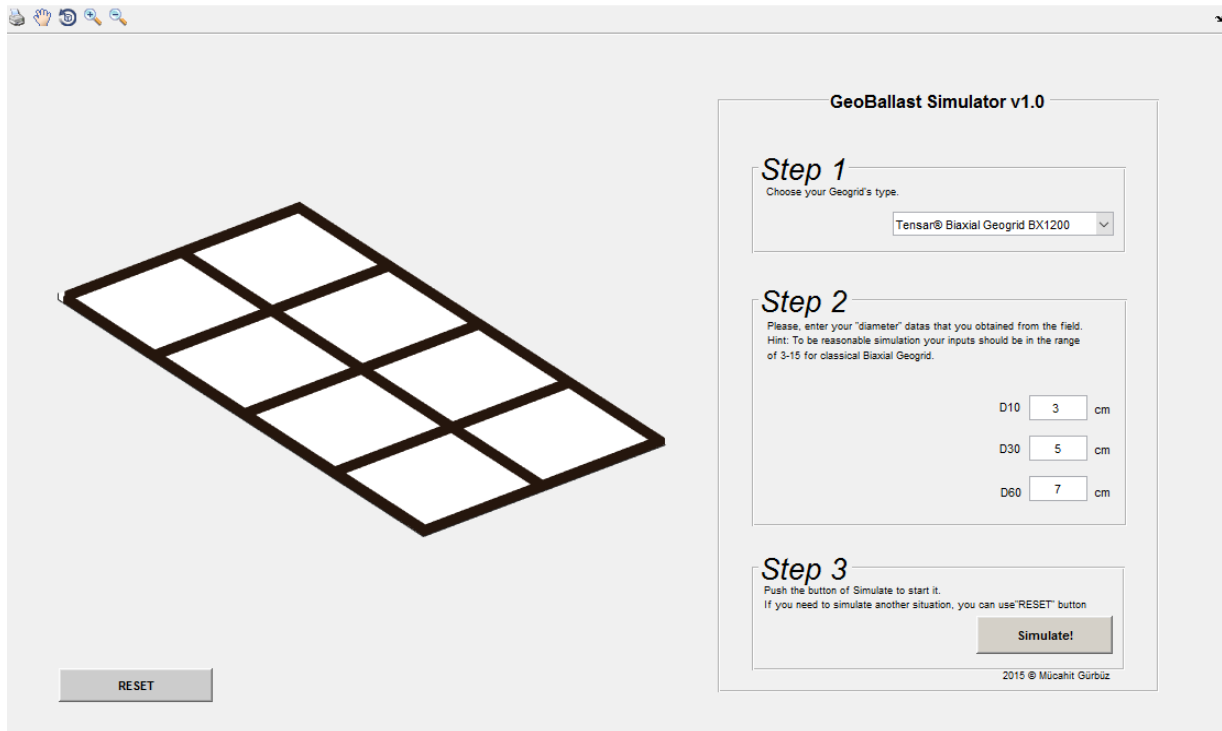 GeoBallast Simulator v1.0
Step 1
Choose your Geogrid's type.
Tensar® Biaxial Geogrid BX1200
Step 2
Please, enter your "diameter" datas that you obtained from the field.
Hint: To be reasonable simulation your inputs should be in the range
of 3-15 for classical Biaxial Geogrid.
D10 3 cm
D30 5 cm
D60 7 cm
Step 3
Push the button of Simulate to start it.
If you need to simulate another situation, you can use"RESET" button
Simulate!
2015 © Mücahit Gürbüz
RESET